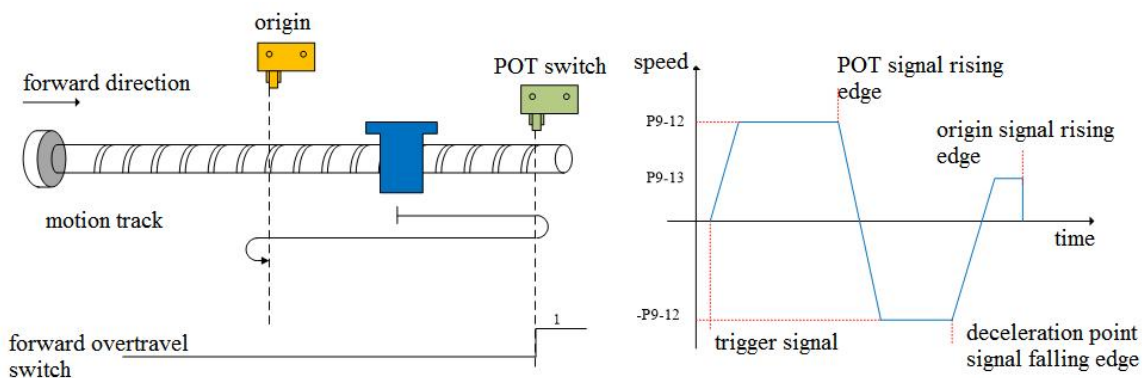 origin
POT switch
forward direction
motion track
1
forward overtravel
switch
speed
POT signal rising
edge
P9-12
origin signal rising
edge
P9-13
time
-P9-12
trigger signal
deceleration point
signal falling edge